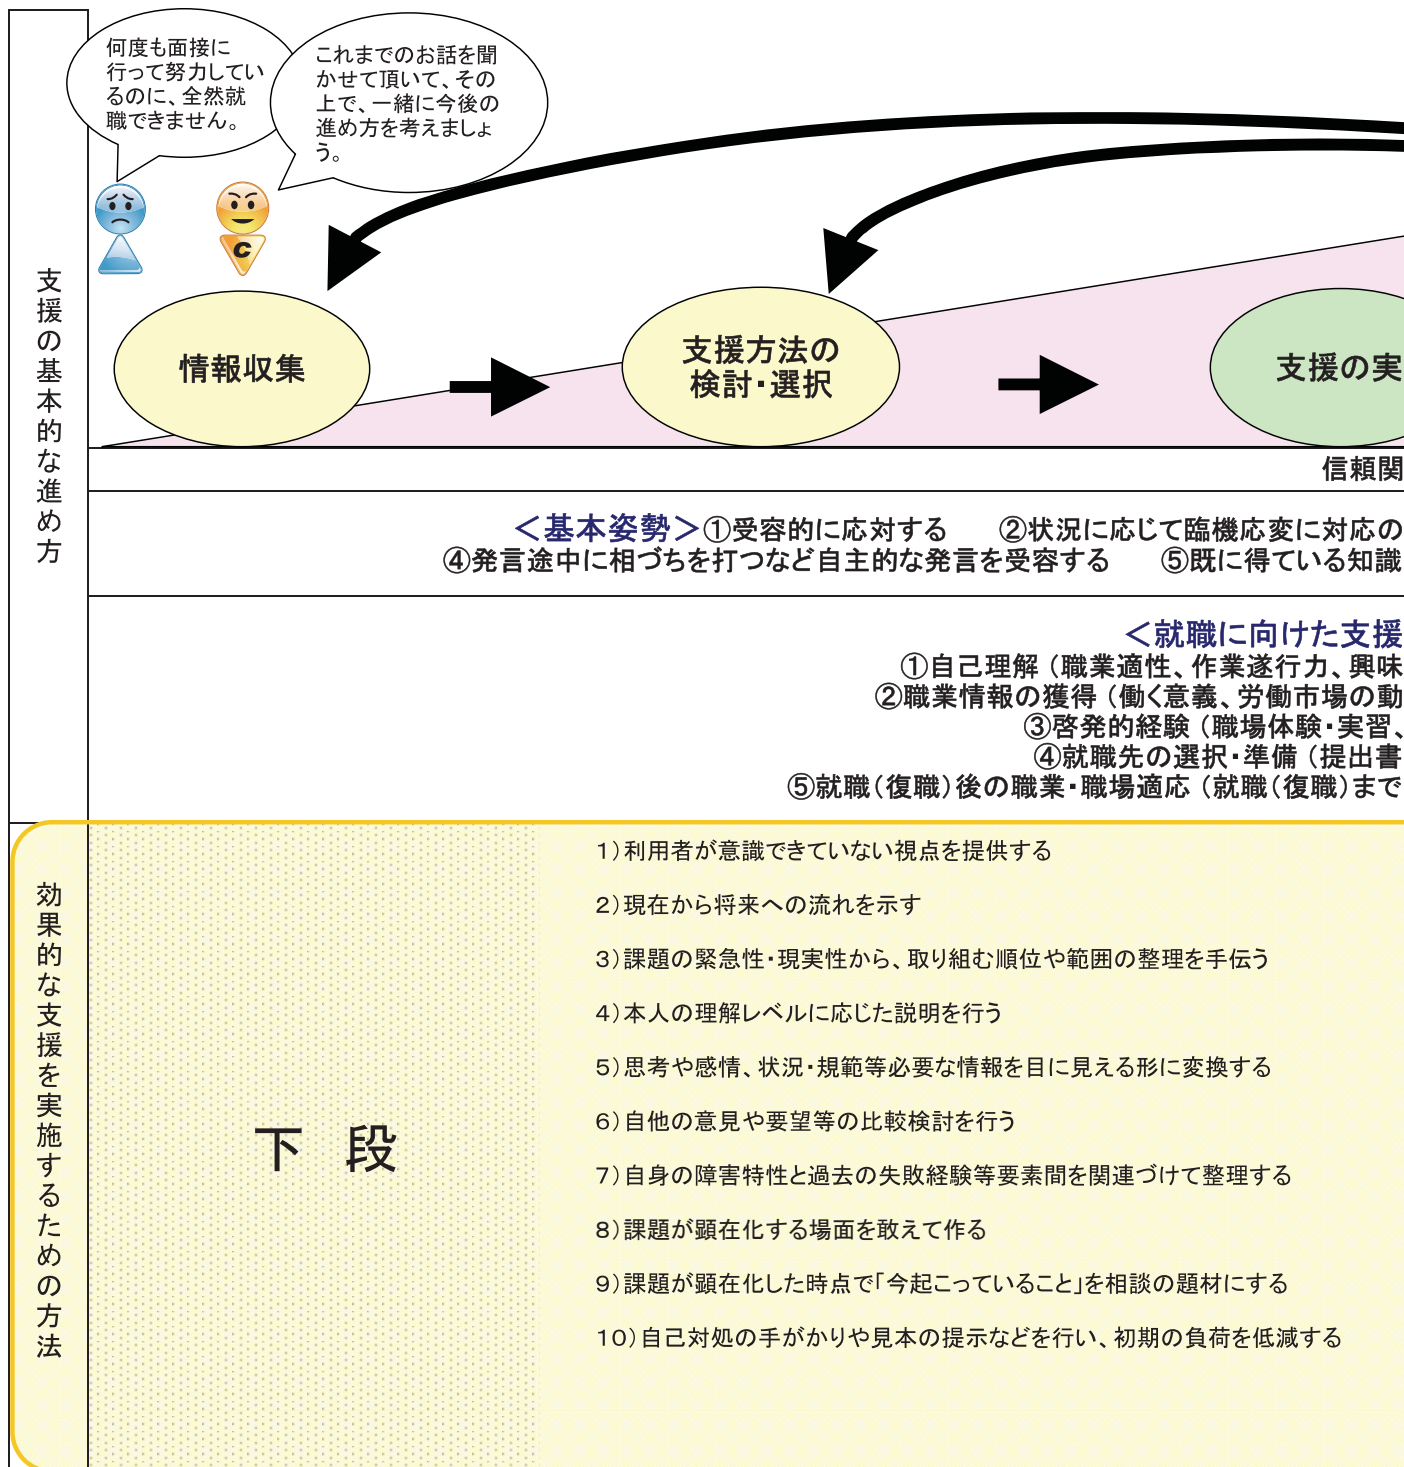 何度も面接に
行って努力してい
るのに、全然就
職できません。
これまでのお話を聞
かせて頂いて、その
上で、一緒に今後の
進め方を考えましょ
う。
C
支援の基本的な進め方
情報収集
支援方法の
検討・選択
支援の実
信頼関
＜基本姿勢＞①受容的に応対する　②状況に応じて臨機応変に対応の
④発言途中に相づちを打つなど自主的な発言を受容する　⑤既に得ている知識
＜就職に向けた支援
①自己理解（職業適性、作業遂行力、興味
②職業情報の獲得（働く意義、労働市場の動
③啓発的経験（職場体験・実習、
④就職先の選択・準備（提出書
⑤就職（復職）後の職業・職場適応（就職（復職）まで
効果的な支援を実施するための方法
下　段
１）利用者が意識できていない視点を提供する
２）現在から将来への流れを示す
３）課題の緊急性・現実性から、取り組む順位や範囲の整理を手伝う
４）本人の理解レベルに応じた説明を行う
５）思考や感情、状況・規範等必要な情報を目に見える形に変換する
６）自他の意見や要望等の比較検討を行う
７）自身の障害特性と過去の失敗経験等要素間を関連づけて整理する
８）課題が顕在化する場面を敢えて作る
９）課題が顕在化した時点で「今起こっていること」を相談の題材にする
１０）自己対処の手がかりや見本の提示などを行い、初期の負荷を低減する